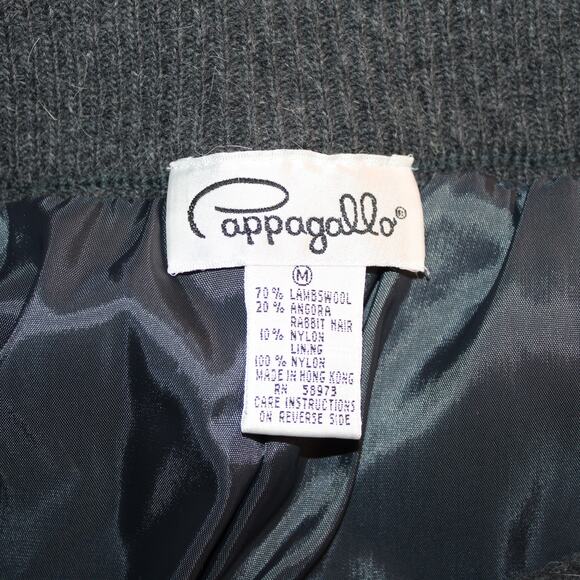 Pappagallo®
M
70% LAMBSWOOL
20% ANGORA
RABBIT HAIR
10% NYLON
LINING
100% NYLON
MADE IN HONG KONG
RN 58973
CARE INSTRUCTIONS
ON REVERSE SIDE